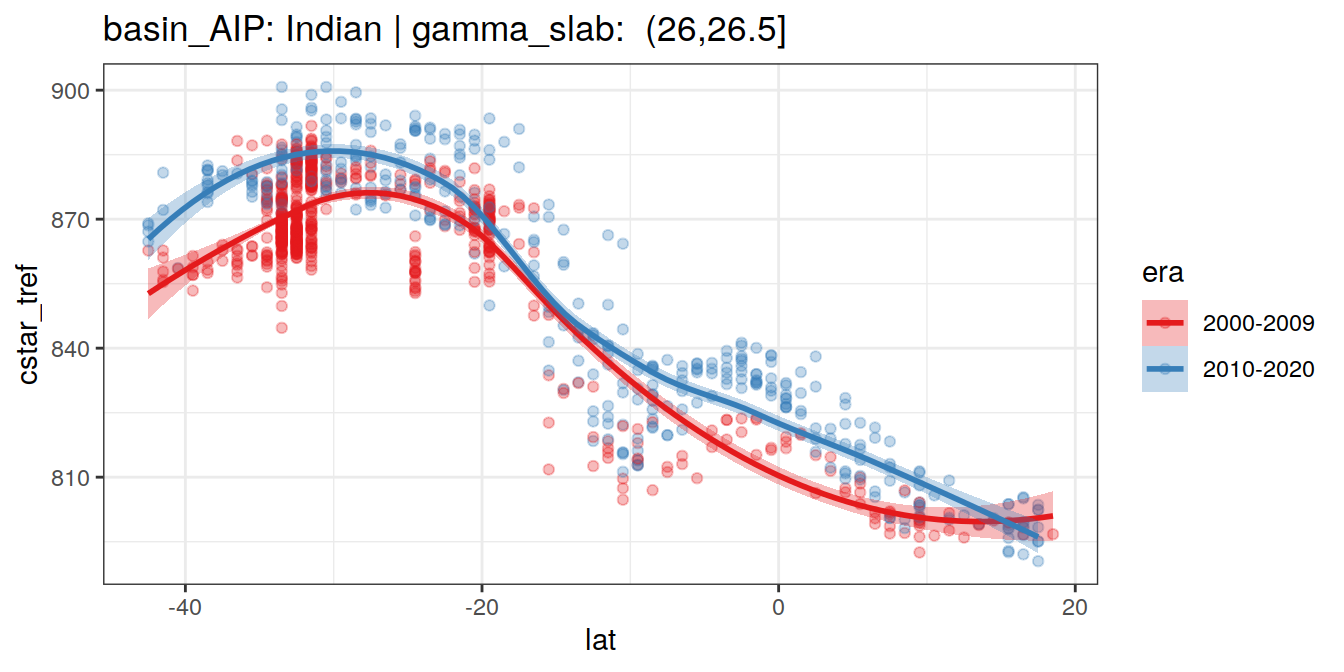 basin_AIP: Indian | gamma_slab:  (26,26.5]
900
870
840
810
cstar_tref
-40
-20
0
20
lat
era
2000-2009
2010-2020